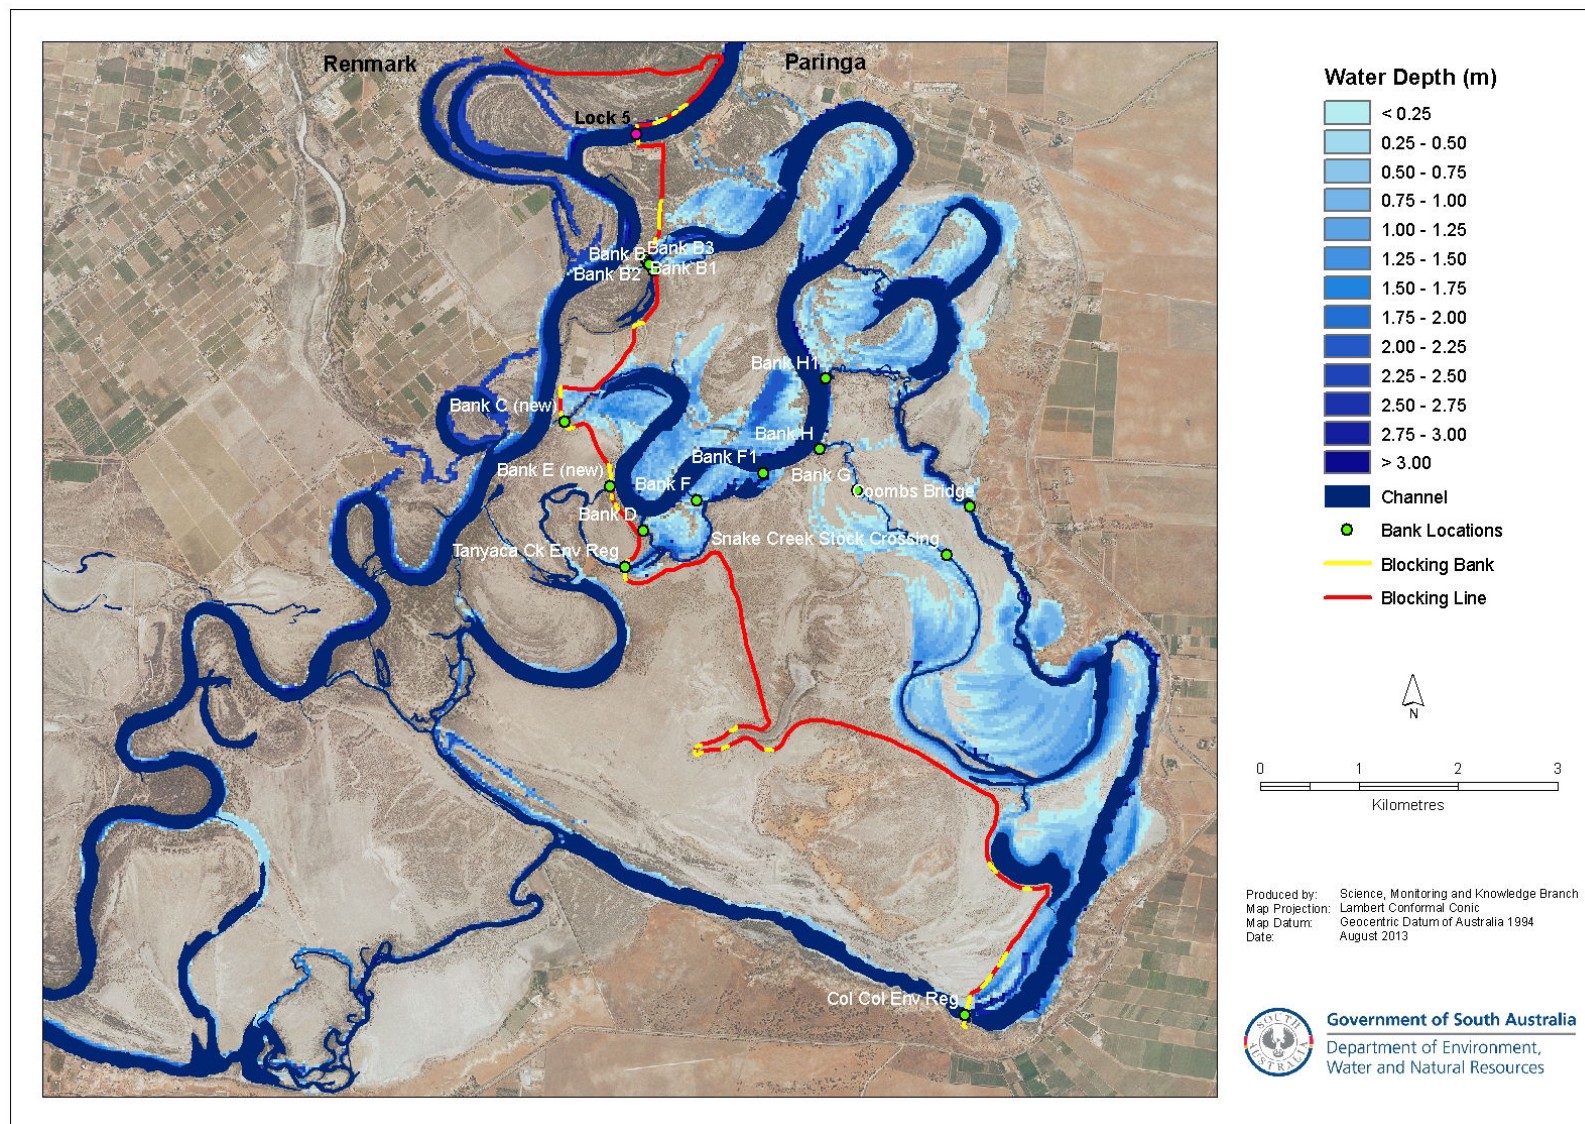 Renmark
Paringa
Lock 5
Bank B
Bank B3
Bank B2
Bank B1
Bank H1
Bank C (new)
Bank H
Bank F1
Bank E (new)
Bank G
Bank F
Coombs Bridge
Bank D
Snake Creek Stock Crossing
Tanyaca Ck Env Reg
Col Col Env Reg
Water Depth (m)
< 0.25
0.25 - 0.50
0.50 - 0.75
0.75 - 1.00
1.00 - 1.25
1.25 - 1.50
1.50 - 1.75
1.75 - 2.00
2.00 - 2.25
2.25 - 2.50
2.50 - 2.75
2.75 - 3.00
> 3.00
Channel
Bank Locations
Blocking Bank
Blocking Line
N
0 1 2 3
Kilometres
Produced by: Science, Monitoring and Knowledge Branch
Map Projection: Lambert Conformal Conic
Map Datum: Geocentric Datum of Australia 1994
Date: August 2013
SOUTH AUSTRALIA
Government of South Australia
Department of Environment,
Water and Natural Resources